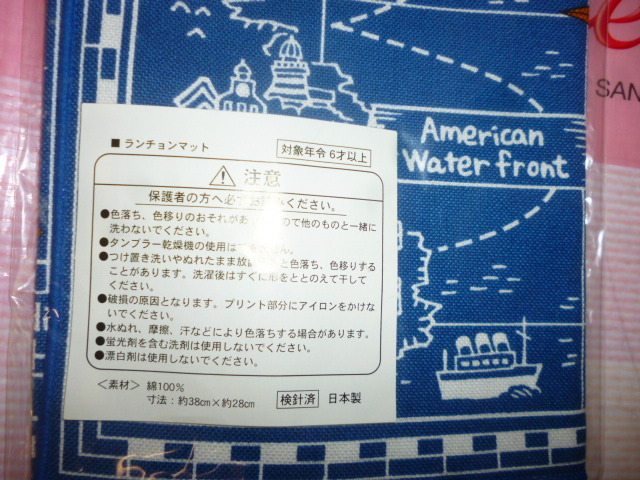 SAN
American
Water front
■ ランチョンマット
対象年令 6才以上
注意
保護者の方へ必 ください。
●色落ち、色移りのおそれがあ ので他のものと一緒に
洗わないでください。
●タンブラー乾燥機の使用は せん。
●つけ置き洗いやぬれたまま放 と色落ち、色移りする
ことがあります。洗濯後はすぐに形をととのえて干して
ください。
●破損の原因となります。プリント部分にアイロンをかけな
いでください。
●水ぬれ、摩擦、汗などにより色落ちする場合があります。
●蛍光剤を含む洗剤は使用しないでください。
●漂白剤は使用しないでください。
＜素材＞ 綿100%
寸法：約38cm×約28cm
検針済 日本製